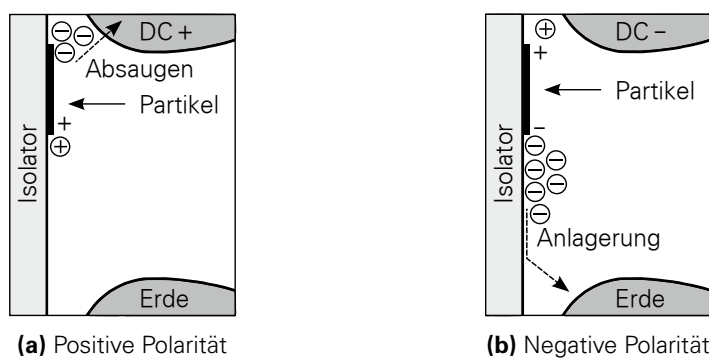 DC +
Absaugen
Partikel
+
Isolator
Erde
(a) Positive Polarität
DC –
+
Partikel
–
Isolator
Anlagerung
Erde
(b) Negative Polarität